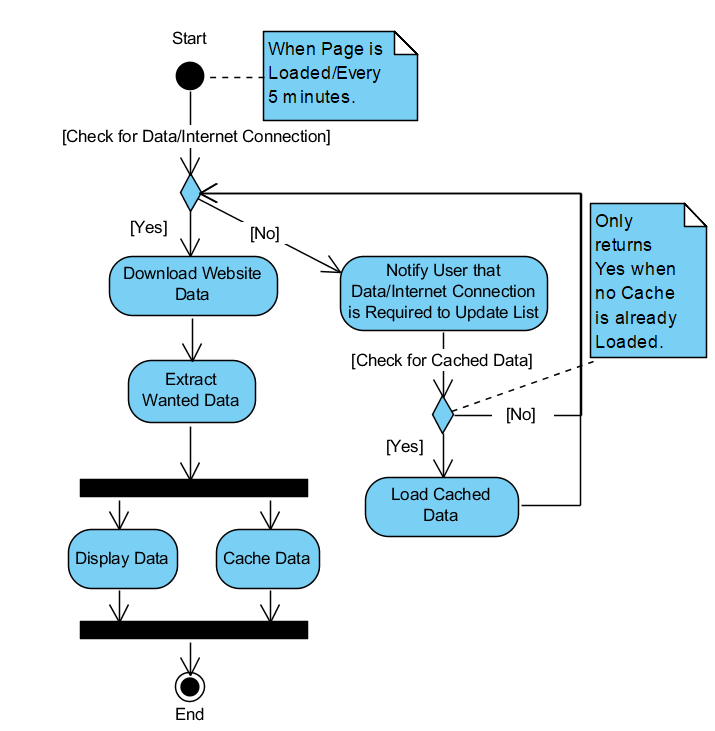 Start
When Page is
Loaded/Every
5 minutes.
[Check for Data/Internet Connection]
[Yes]
[No]
Only
returns
Yes when
no Cache
is already
Loaded.
Download Website
Data
Notify User that
Data/Internet Connection
is Required to Update List
[Check for Cached Data]
Extract
Wanted Data
[No]
[Yes]
Load Cached
Data
Display Data
Cache Data
End